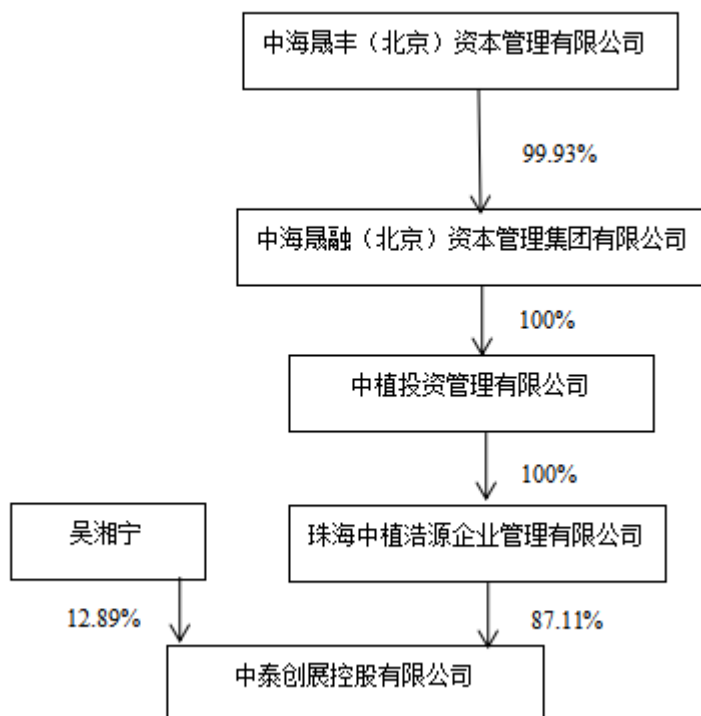 中海晟丰（北京）资本管理有限公司
99.93%
中海晟融（北京）资本管理集团有限公司
100%
中植投资管理有限公司
100%
吴湘宁
珠海中植浩源企业管理有限公司
12.89%
87.11%
中泰创展控股有限公司